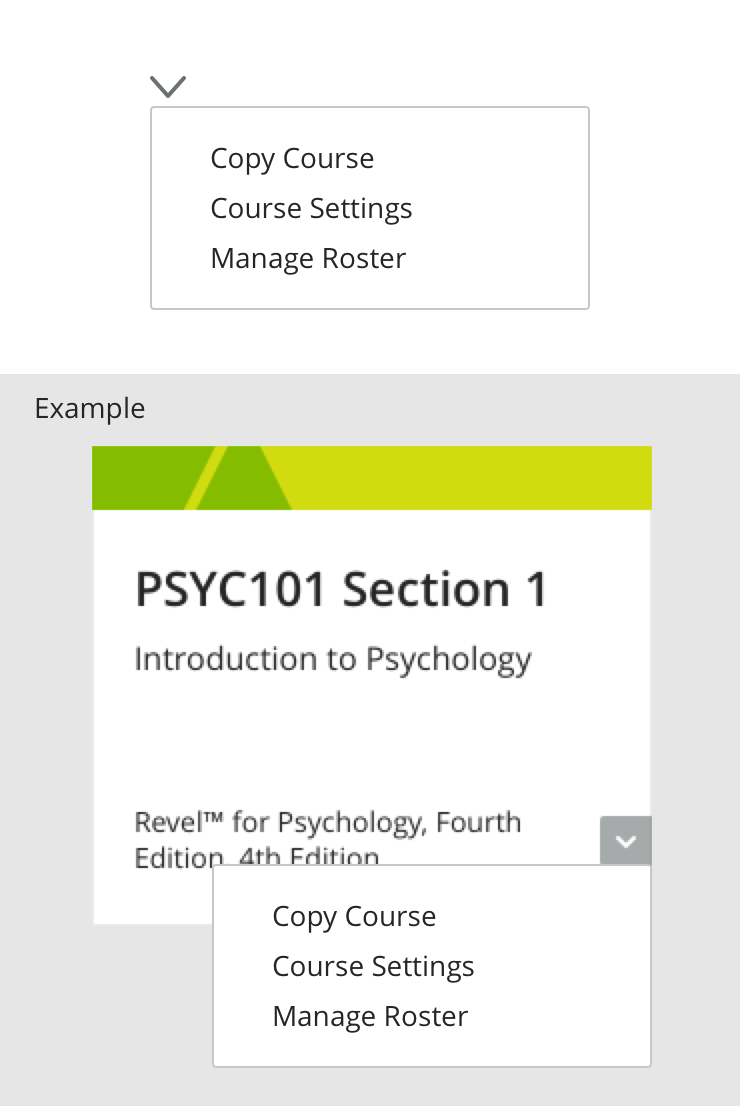 Copy Course
Course Settings
Manage Roster
Example
PSYC101 Section 1
Introduction to Psychology
Revel™ for Psychology, Fourth
Edition, 4th Edition
Copy Course
Course Settings
Manage Roster